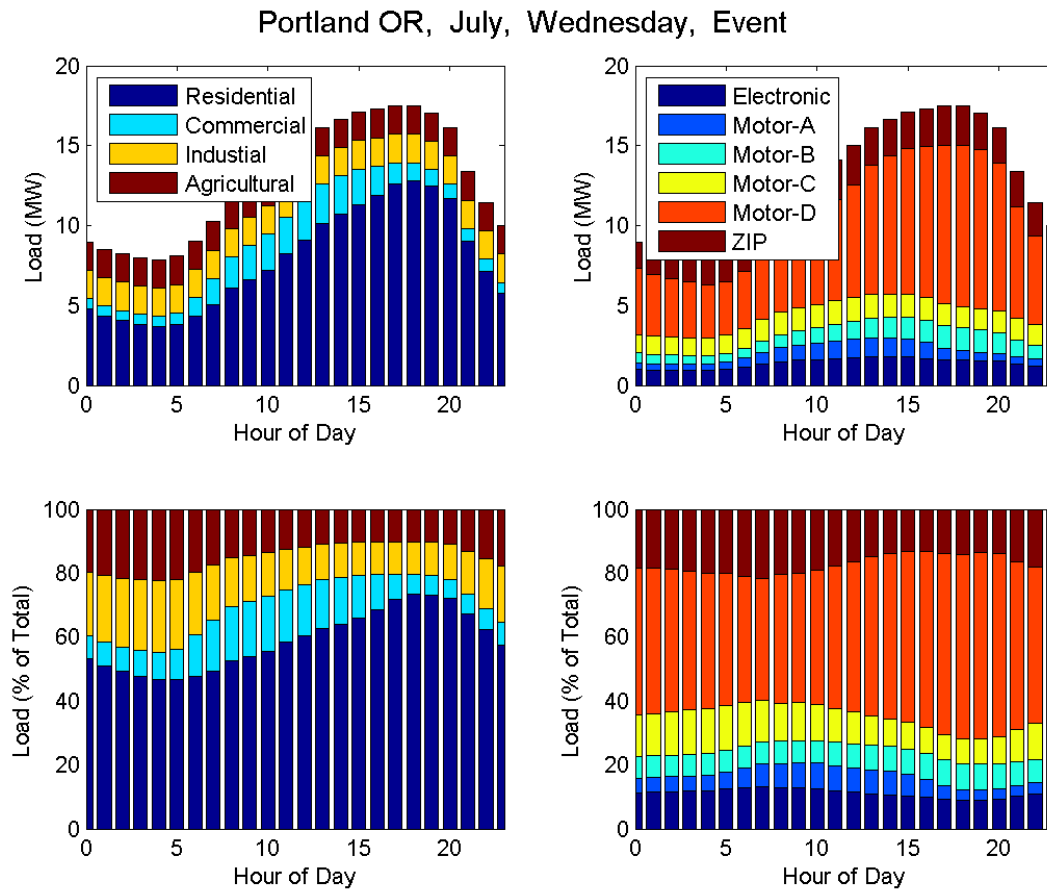 Portland OR, July, Wednesday, Event
20
15
10
5
0
Load (MW)
Residential
Commercial
Industial
Agricultural
0 5 10 15 20
Hour of Day
20
15
10
5
0
Load (MW)
Electronic
Motor-A
Motor-B
Motor-C
Motor-D
ZIP
0 5 10 15 20
Hour of Day
100
80
60
40
20
0
Load (% of Total)
0 5 10 15 20
Hour of Day
100
80
60
40
20
0
Load (% of Total)
0 5 10 15 20
Hour of Day